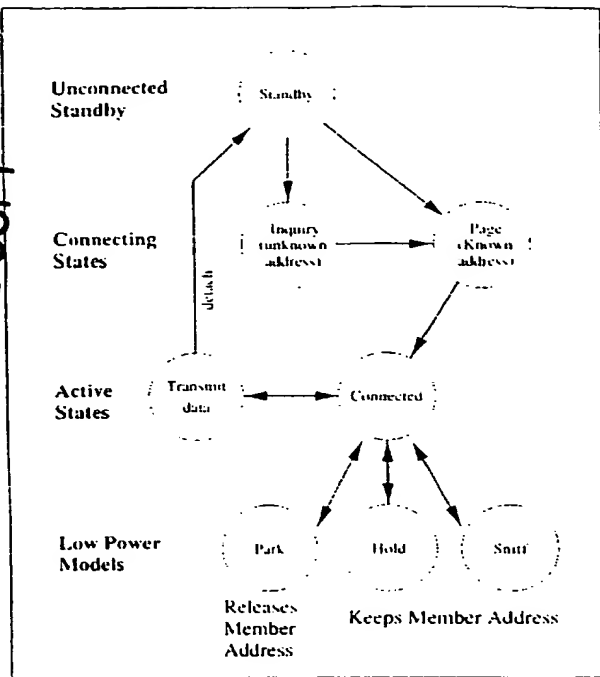 Unconnected
Standby
Standby
Connecting
States
Inquiry
(unknown
address)
Page
(Known
address)
detach
Active
States
Transmit
data
Connected
Low Power
Models
Park
Hold
Sniff
Releases
Member
Address
Keeps Member Address